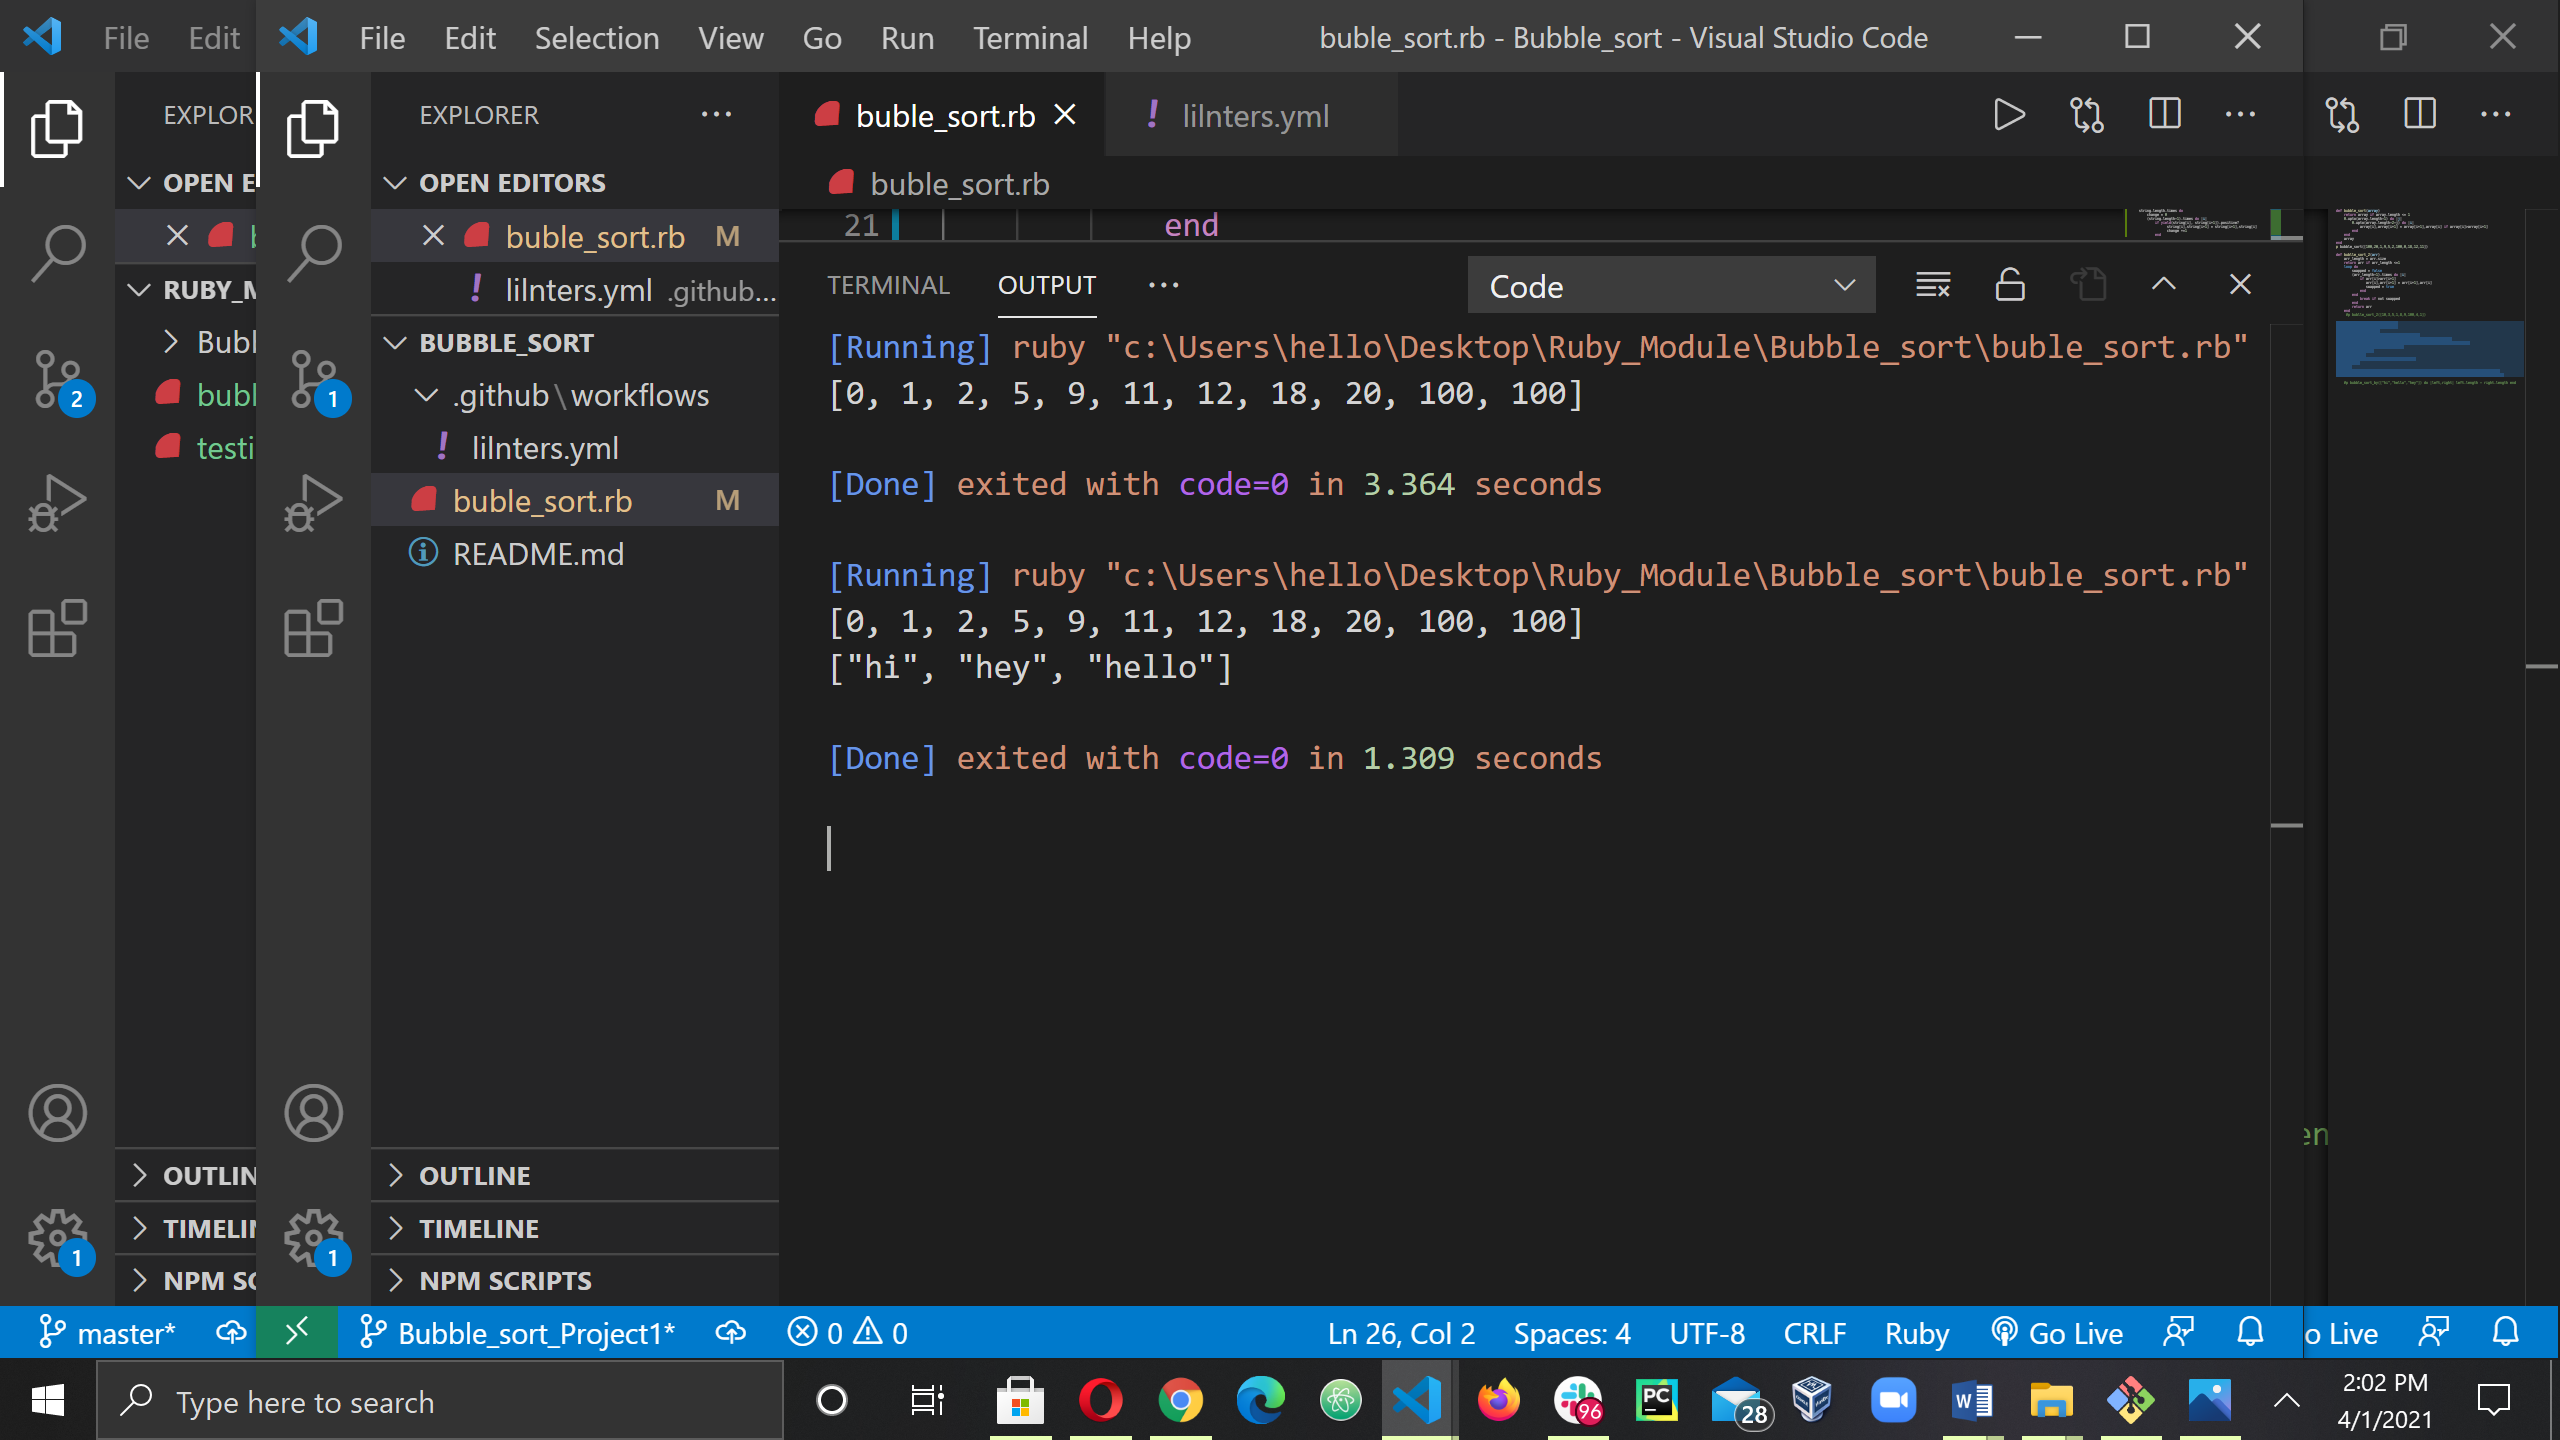 File Edit
File Edit Selection View Go Run Terminal Help buble_sort.rb - Bubble_sort - Visual Studio Code
EXPLOR
OPEN E
RUBY_M
Bubl
bubl
testi
OUTLIN
TIMELIN
NPM SC
2
1
EXPLORER
OPEN EDITORS
buble_sort.rb M
lilnters.yml .github...
BUBBLE_SORT
.github\workflows
lilnters.yml
buble_sort.rb M
README.md
OUTLINE
TIMELINE
NPM SCRIPTS
1
1
buble_sort.rb lilnters.yml
buble_sort.rb
21 end
TERMINAL OUTPUT Code
[Running] ruby "c:\Users\hello\Desktop\Ruby_Module\Bubble_sort\buble_sort.rb"
[0, 1, 2, 5, 9, 11, 12, 18, 20, 100, 100]
[Done] exited with code=0 in 3.364 seconds
[Running] ruby "c:\Users\hello\Desktop\Ruby_Module\Bubble_sort\buble_sort.rb"
[0, 1, 2, 5, 9, 11, 12, 18, 20, 100, 100]
["hi", "hey", "hello"]
[Done] exited with code=0 in 1.309 seconds
en
master* Bubble_sort_Project1* 0 0 Ln 26, Col 2 Spaces: 4 UTF-8 CRLF Ruby Go Live o Live
Type here to search
PC
96
28
W
2:02 PM
4/1/2021